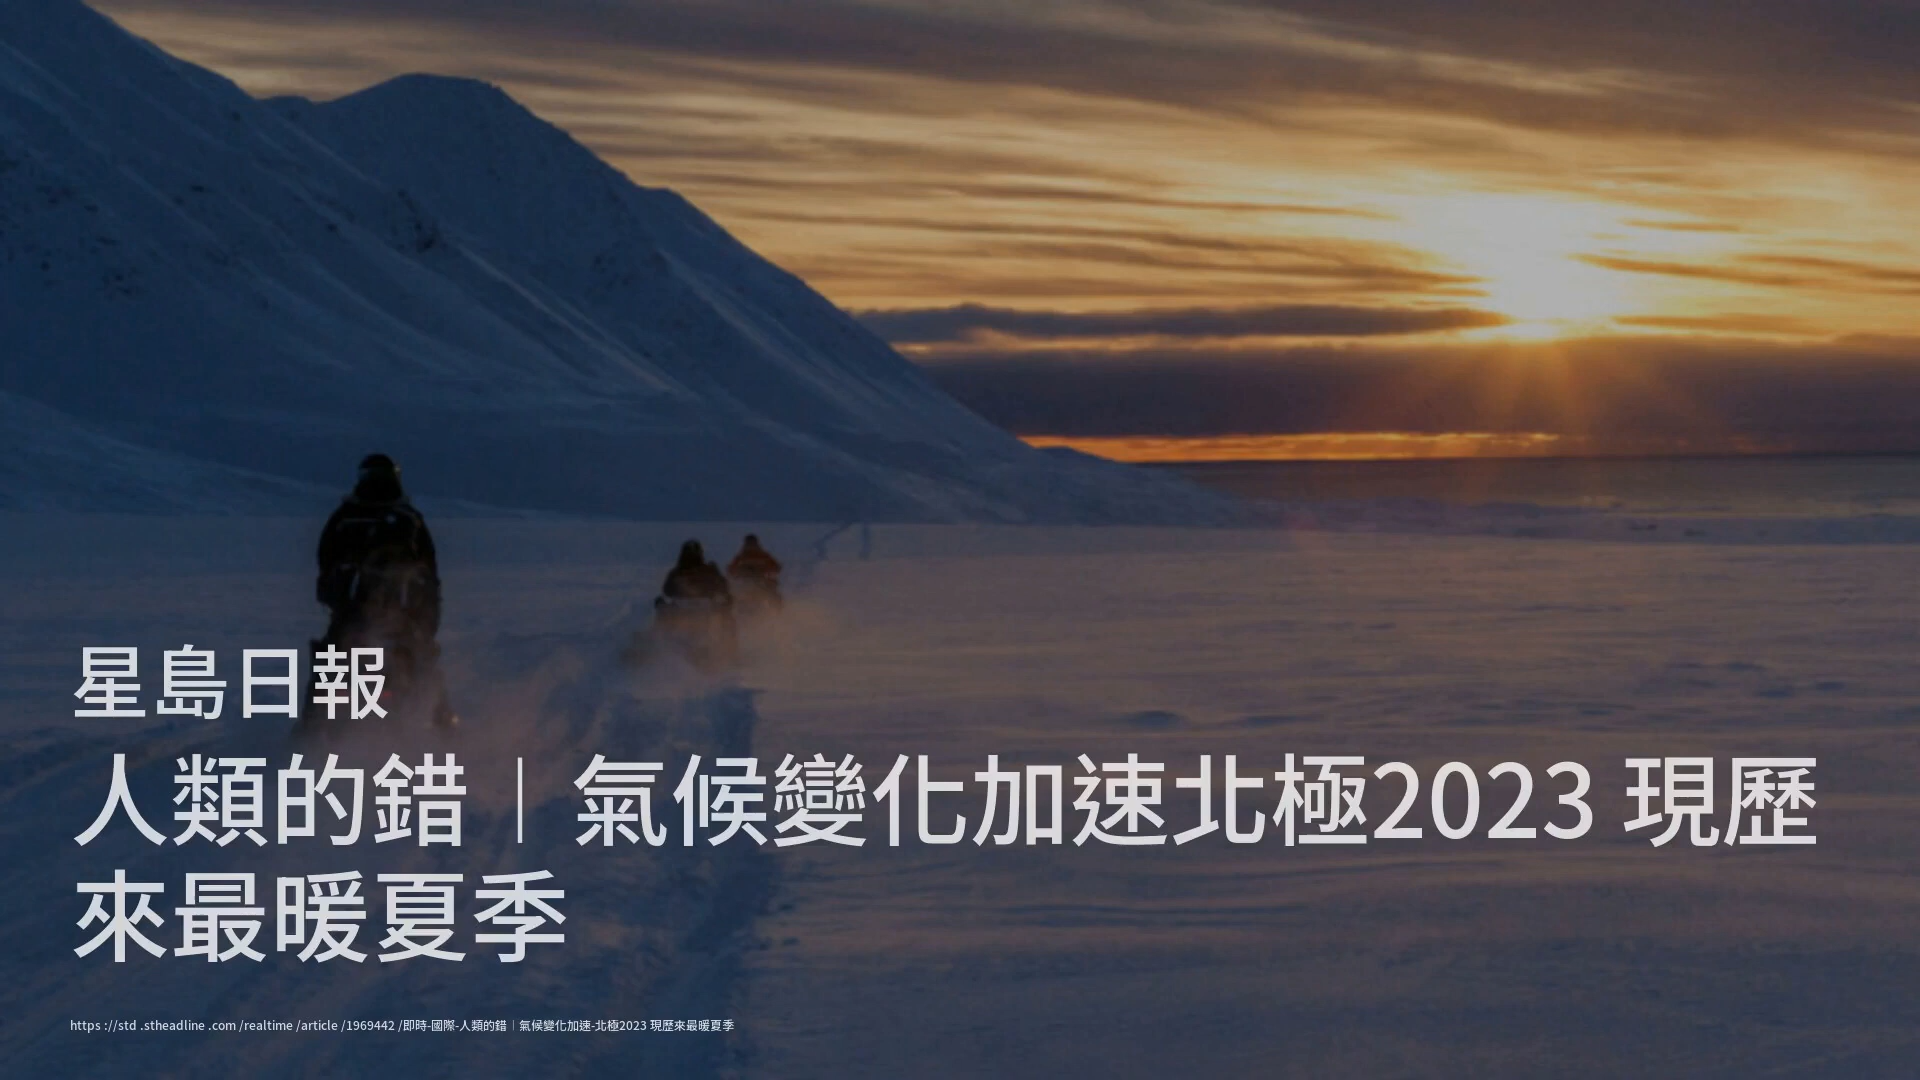 星島日報
人類的錯｜氣候變化加速北極2023 現歷
來最暖夏季
https ://std .stheadline .com /realtime /article /1969442 /即時-國際-人類的錯｜氣候變化加速-北極2023 現歷來最暖夏季